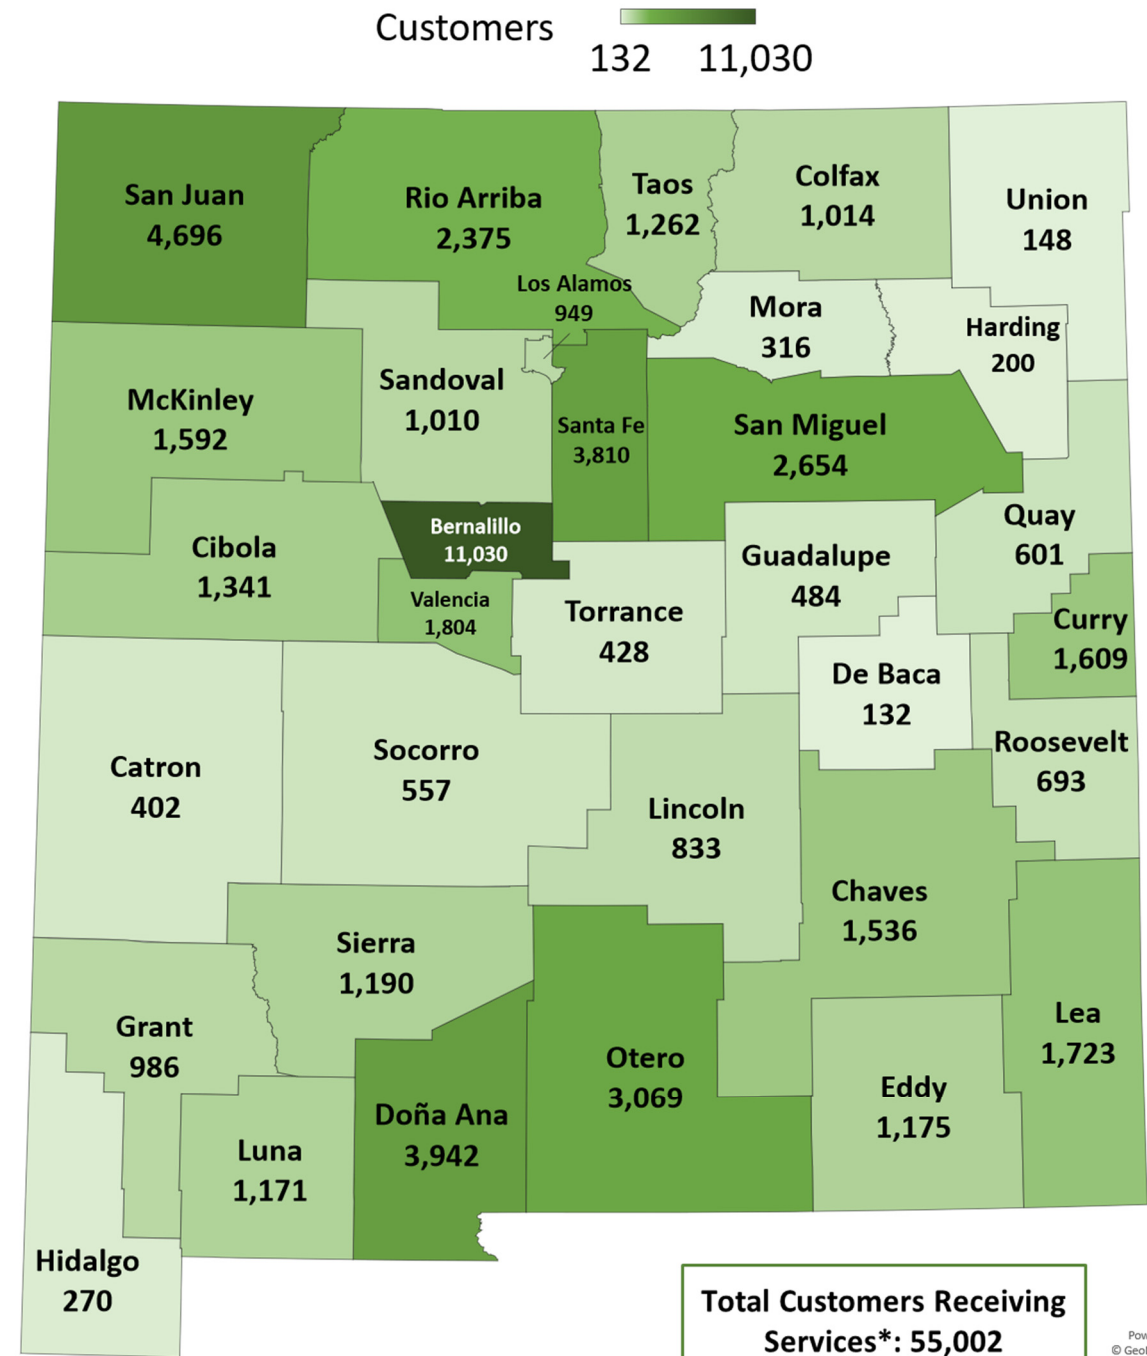 Customers
132 11,030
San Juan
4,696
Rio Arriba
2,375
Taos
1,262
Colfax
1,014
Union
148
Los Alamos
949
Mora
316
Harding
200
McKinley
1,592
Sandoval
1,010
Santa Fe
3,810
San Miguel
2,654
Quay
601
Cibola
1,341
Bernalillo
11,030
Guadalupe
484
Valencia
1,804
Torrance
428
Curry
1,609
De Baca
132
Catron
402
Socorro
557
Roosevelt
693
Lincoln
833
Chaves
1,536
Sierra
1,190
Grant
986
Otero
3,069
Lea
1,723
Doña Ana
3,942
Eddy
1,175
Luna
1,171
Hidalgo
270
Total Customers Receiving
Services*: 55,002
Pow
© Geo